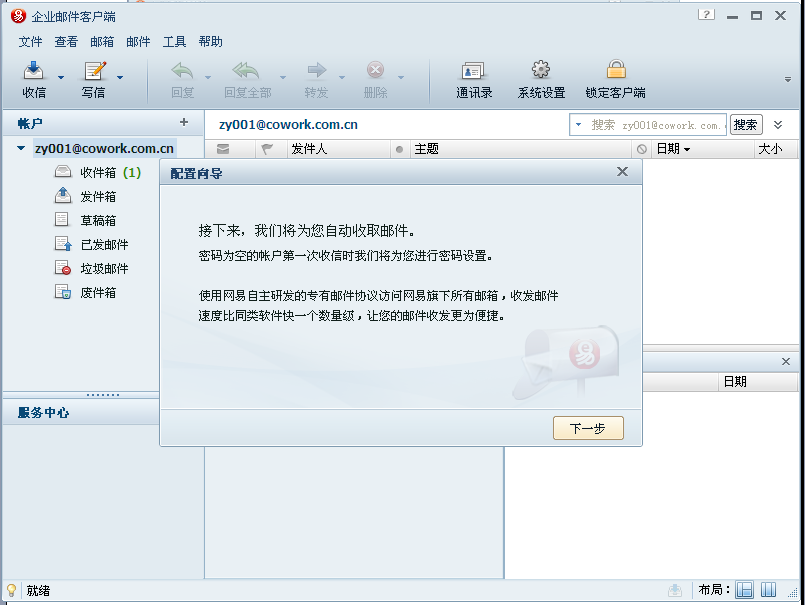 企业邮件客户端
文件 查看 邮箱 邮件 工具 帮助
收信 写信 回复 回复全部 转发 删除 通讯录 系统设置 锁定客户端
帐户 +
zy001@cowork.com.cn
搜索 zy001@cowork.com.
搜索
zy001@cowork.com.cn
发件人 主题 日期 大小
收件箱 (1)
发件箱
草稿箱
已发邮件
垃圾邮件
废件箱
配置向导
接下来，我们将为您自动收取邮件。
密码为空的帐户第一次收信时我们将为您进行密码设置。
使用网易自主研发的专有邮件协议访问网易旗下所有邮箱，收发邮件
速度比同类软件快一个数量级，让您的邮件收发更为便捷。
下一步
日期
服务中心
就绪
布局：